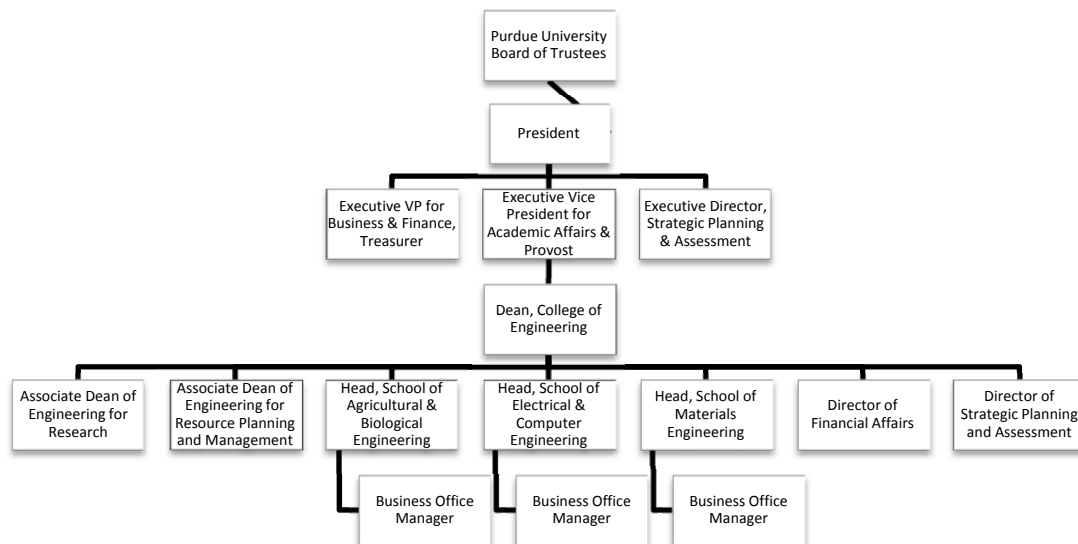 Purdue University
Board of Trustees
President
Executive VP for
Business & Finance,
Treasurer
Executive Vice
President for
Academic Affairs &
Provost
Executive Director,
Strategic Planning
& Assessment
Dean, College of
Engineering
Associate Dean of
Engineering for
Research
Associate Dean of
Engineering for
Resource Planning
and Management
Head, School of
Agricultural &
Biological
Engineering
Head, School of
Electrical &
Computer
Engineering
Head, School of
Materials
Engineering
Director of
Financial Affairs
Director of
Strategic Planning
and Assessment
Business Office
Manager
Business Office
Manager
Business Office
Manager